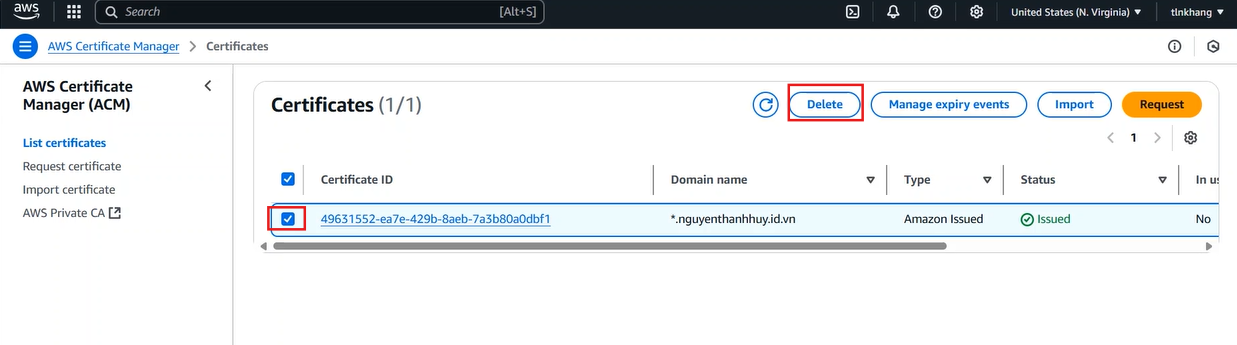 aws
Search [Alt+S] United States (N. Virginia) tlnkhang
AWS Certificate Manager Certificates
AWS Certificate Manager (ACM)
List certificates
Request certificate
Import certificate
AWS Private CA
Certificates (1/1) Delete Manage expiry events Import Request
1
Certificate ID Domain name Type Status In us
49631552-ea7e-429b-8aeb-7a3b80a0dbf1 *.nguyenthanhhuy.id.vn Amazon Issued Issued No